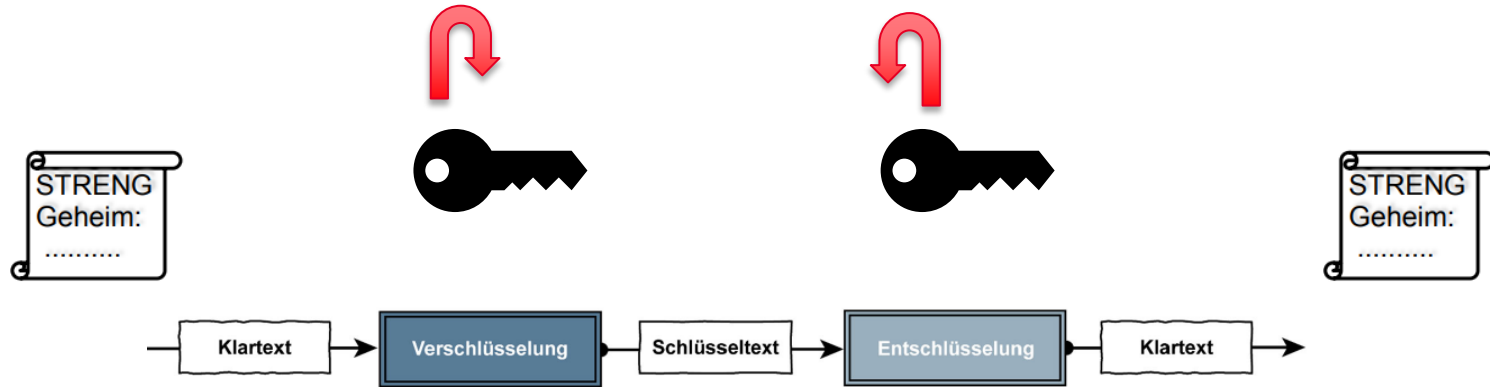 STRENG
Geheim:
..........
STRENG
Geheim:
..........
Klartext
Verschlüsselung
Schlüsseltext
Entschlüsselung
Klartext